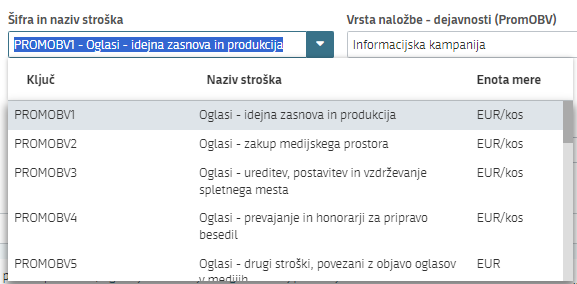 Šifra in naziv stroška
Vrsta naložbe - dejavnosti (PromOBV)
PROMOBV1 - Oglasi - idejna zasnova in produkcija
Informacijska kampanija
Ključ Naziv stroška Enota mere
PROMOBV1 Oglasi - idejna zasnova in produkcija EUR/kos
PROMOBV2 Oglasi - zakup medijskega prostora EUR/kos
PROMOBV3 Oglasi - ureditev, postavitev in vzdrževanje EUR/kos
spletnega mesta
PROMOBV4 Oglasi - prevajanje in honorarji za pripravo EUR/kos
besedil
PROMOBV5 Oglasi - drugi stroški, povezani z objavo oglasov EUR
v medijih